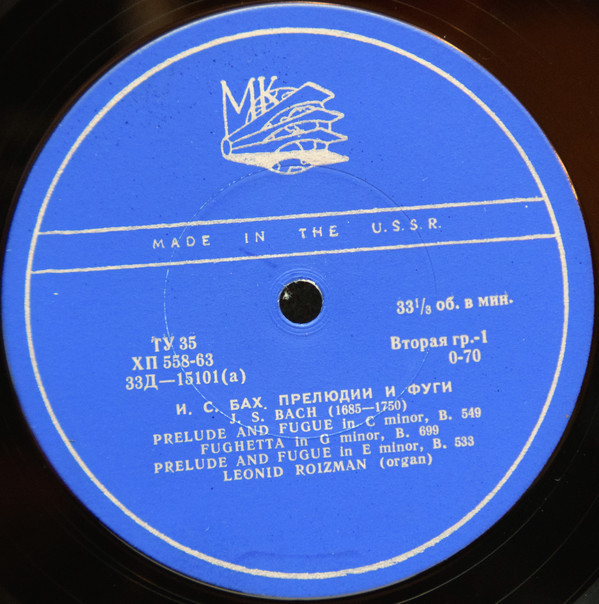 МК
MADE IN THE U.S.S.R.
33⅓ об. в мин.
ТУ 35
ХП 558-63
33Д—15101(а)
Вторая гр.-1
0-70
И. С. БАХ. ПРЕЛЮДИИ И ФУГИ
J. S. BACH (1685—1750)
PRELUDE AND FUGUE in C minor, B. 549
FUGHETTA in G minor, B. 699
PRELUDE AND FUGUE in E minor, B. 533
LEONID ROIZMAN (organ)